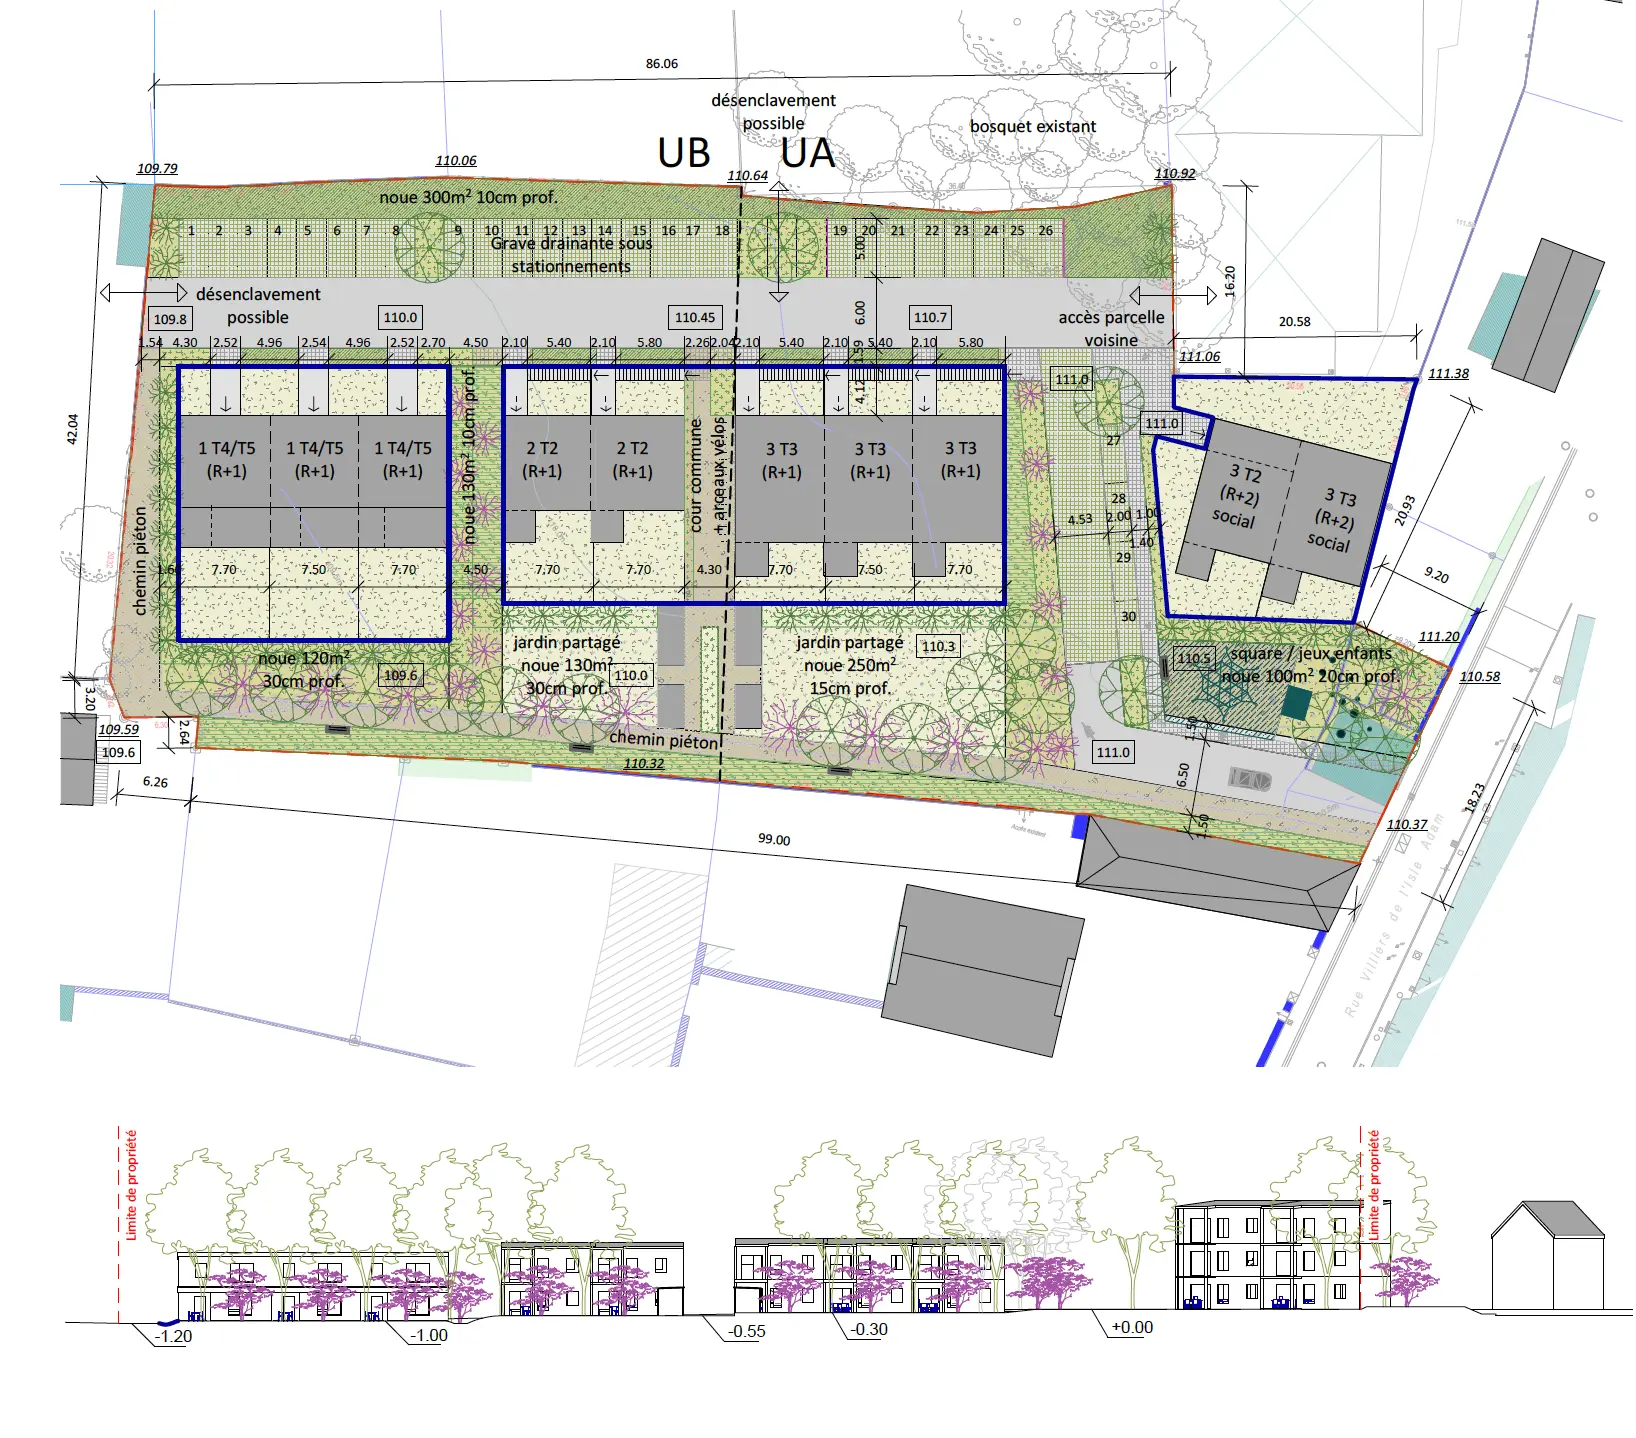 86.06
désenclavement
possible
bosquet existant
UB UA
109.79
110.06
110.64
110.92
noue 300m² 10cm prof.
1 2 3 4 5 6 7 8 9 10 11 12 13 14 15 16 17 18 19 20 21 22 23 24 25 26
Grave drainante sous
stationnements
5.00
16.20
désenclavement
possible
109.8
110.0
110.45
6.00
110.7
accès parcelle
voisine
20.58
1.54 4.30 2.52 4.96 2.54 4.96 2.52 2.70 4.50 2.10 5.40 2.10 5.80 2.26 2.04 2.10 5.40 2.10 5.40 2.10 5.80
1.59
4.12
111.06
111.38
111.0
111.0
42.04
1 T4/T5
(R+1)
1 T4/T5
(R+1)
1 T4/T5
(R+1)
noue 130m² 10cm prof.
2 T2
(R+1)
2 T2
(R+1)
cour commune
+ arceaux vélos
3 T3
(R+1)
3 T3
(R+1)
3 T3
(R+1)
27
28
29
30
3 T2
(R+2)
social
3 T3
(R+2)
social
4.53 2.00 1.00
1.40
20.93
9.20
chemin piéton
1.60 7.70 7.50 7.70 4.50 7.70 7.70 4.30 7.70 7.50 7.70
noue 120m²
30cm prof.
109.6
jardin partagé
noue 130m²
30cm prof.
110.0
jardin partagé
noue 250m²
15cm prof.
110.3
110.5
square / jeux enfants
noue 100m² 20cm prof.
111.20
110.58
3.20
109.59
109.6
2.64
6.26
chemin piéton
110.32
111.0
1.50
6.50
1.50
110.37
18.23
99.00
Accès existant
Rue Villiers de l'Isle Adam
Limite de propriété
Limite de propriété
-1.20
-1.00
-0.55
-0.30
+0.00